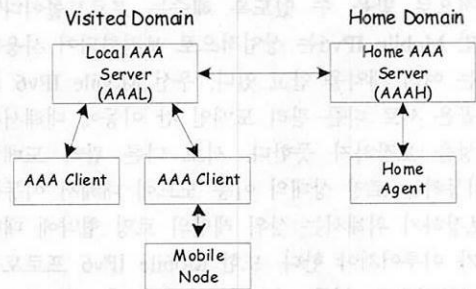 Visited Domain
Home Domain
Local AAA
Server
(AAAL)
Home AAA
Server
(AAAH)
AAA Client
AAA Client
Home
Agent
Mobile
Node